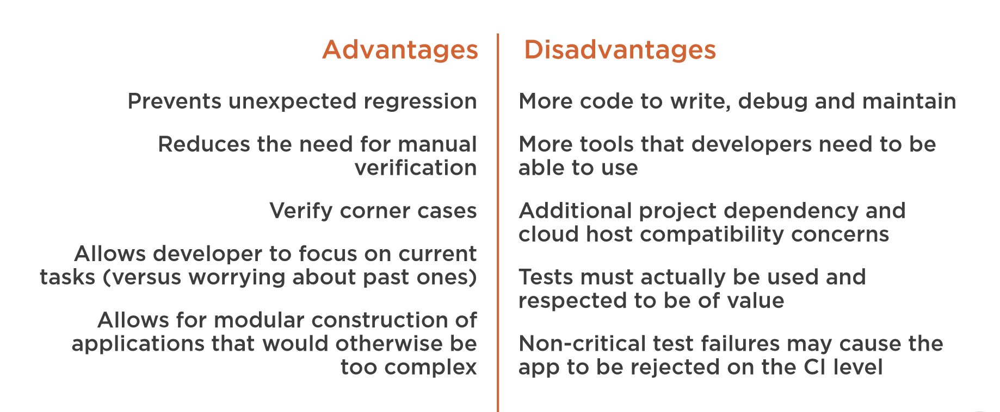 Advantages
Prevents unexpected regression
Reduces the need for manual
verification
Verify corner cases
Allows developer to focus on current
tasks (versus worrying about past ones)
Allows for modular construction of
applications that would otherwise be
too complex
Disadvantages
More code to write, debug and maintain
More tools that developers need to be
able to use
Additional project dependency and
cloud host compatibility concerns
Tests must actually be used and
respected to be of value
Non-critical test failures may cause the
app to be rejected on the CI level